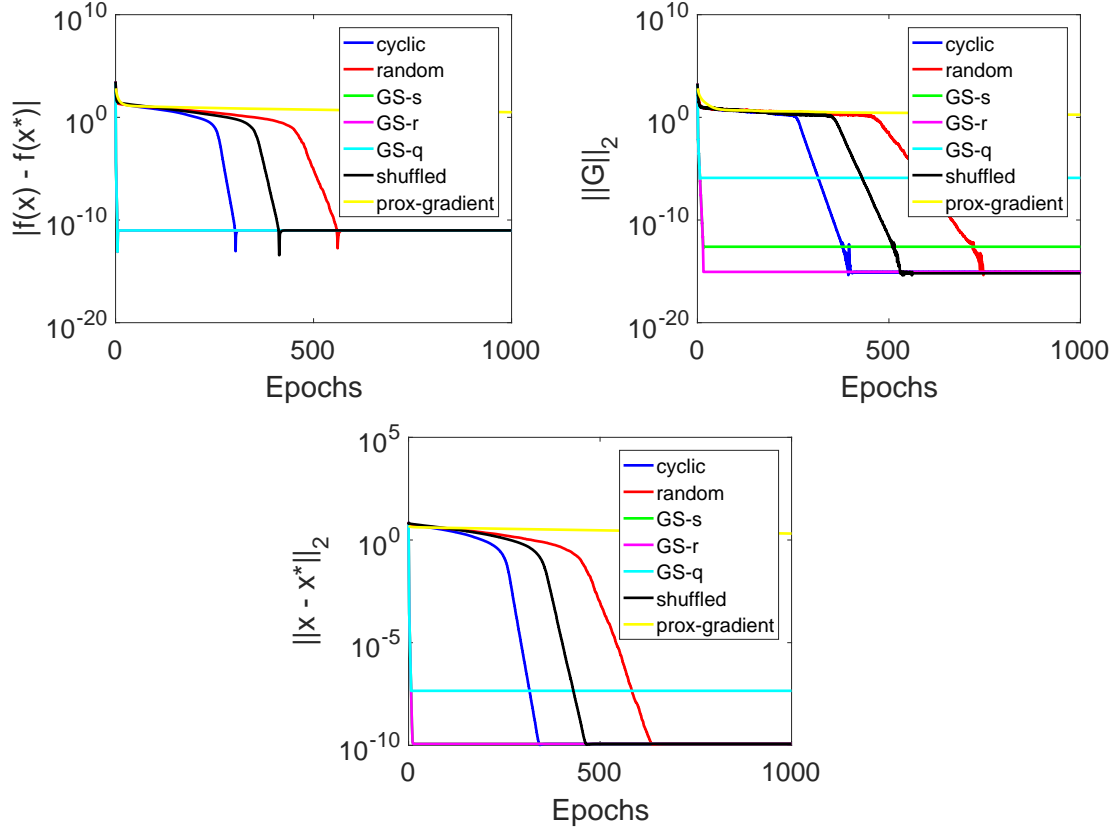 10^10
10^0
10^-10
10^-20
|f(x) - f(x*)|
0
500
1000
Epochs
cyclic
random
GS-s
GS-r
GS-q
shuffled
prox-gradient
10^10
10^0
10^-10
10^-20
||G||_2
0
500
1000
Epochs
cyclic
random
GS-s
GS-r
GS-q
shuffled
prox-gradient
10^5
10^0
10^-5
10^-10
||x - x*||_2
0
500
1000
Epochs
cyclic
random
GS-s
GS-r
GS-q
shuffled
prox-gradient